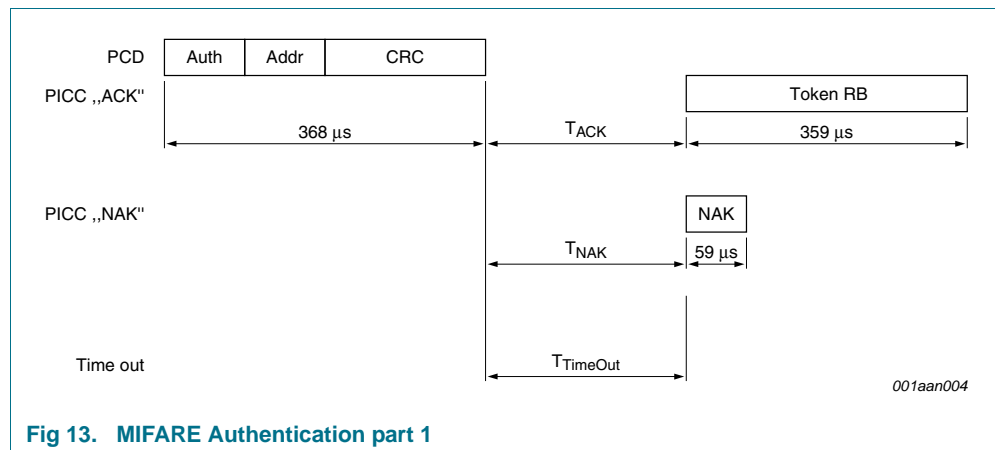 PCD Auth Addr CRC
PICC ,,ACK" Token RB
368 μs TACK 359 μs
PICC ,,NAK" NAK
TNAK 59 μs
Time out TTimeOut
001aan004
Fig 13. MIFARE Authentication part 1